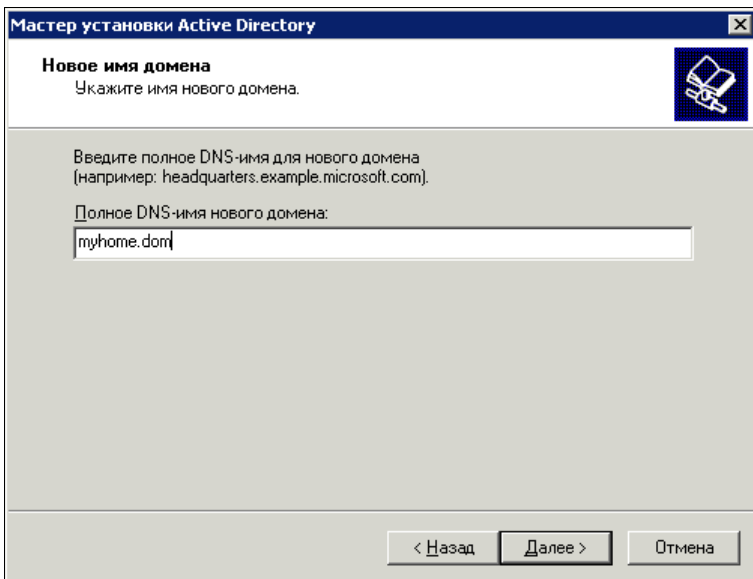 Мастер установки Active Directory
Новое имя домена
Укажите имя нового домена.
Введите полное DNS-имя для нового домена
(например: headquarters.example.microsoft.com).
Полное DNS-имя нового домена:
myhome.dom
< Назад Далее > Отмена